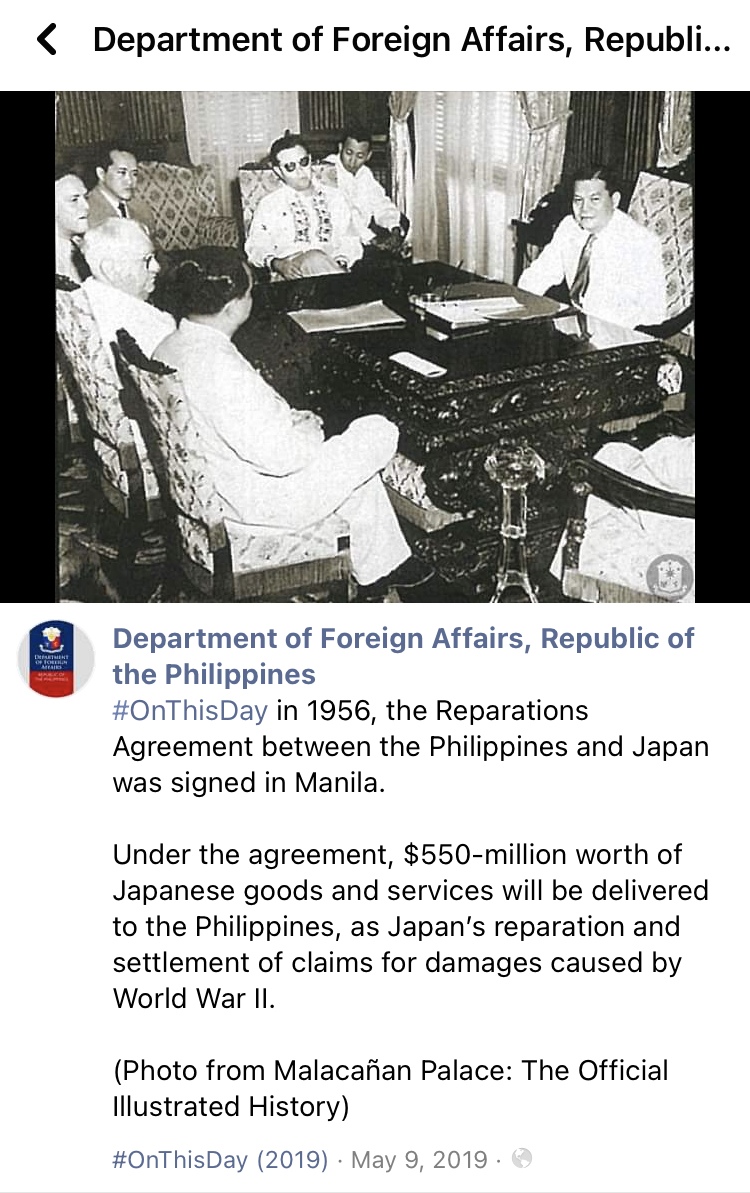 Department of Foreign Affairs, Republi...
DEPARTMENT
OF FOREIGN
AFFAIRS
REPUBLIC OF
THE PHILIPPINES
Department of Foreign Affairs, Republic of
the Philippines
#OnThisDay in 1956, the Reparations
Agreement between the Philippines and Japan
was signed in Manila.
Under the agreement, $550-million worth of
Japanese goods and services will be delivered
to the Philippines, as Japan’s reparation and
settlement of claims for damages caused by
World War II.
(Photo from Malacañan Palace: The Official
Illustrated History)
#OnThisDay (2019) · May 9, 2019 ·